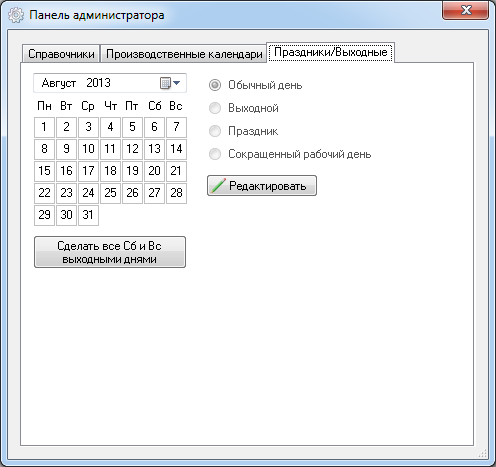 Панель администратора
Справочники Производственные календари Праздники/Выходные
Август 2013
Пн Вт Ср Чт Пт Сб Вс
1 2 3 4 5 6 7
8 9 10 11 12 13 14
15 16 17 18 19 20 21
22 23 24 25 26 27 28
29 30 31
Сделать все Сб и Вс
выходными днями
Обычный день
Выходной
Праздник
Сокращенный рабочий день
Редактировать